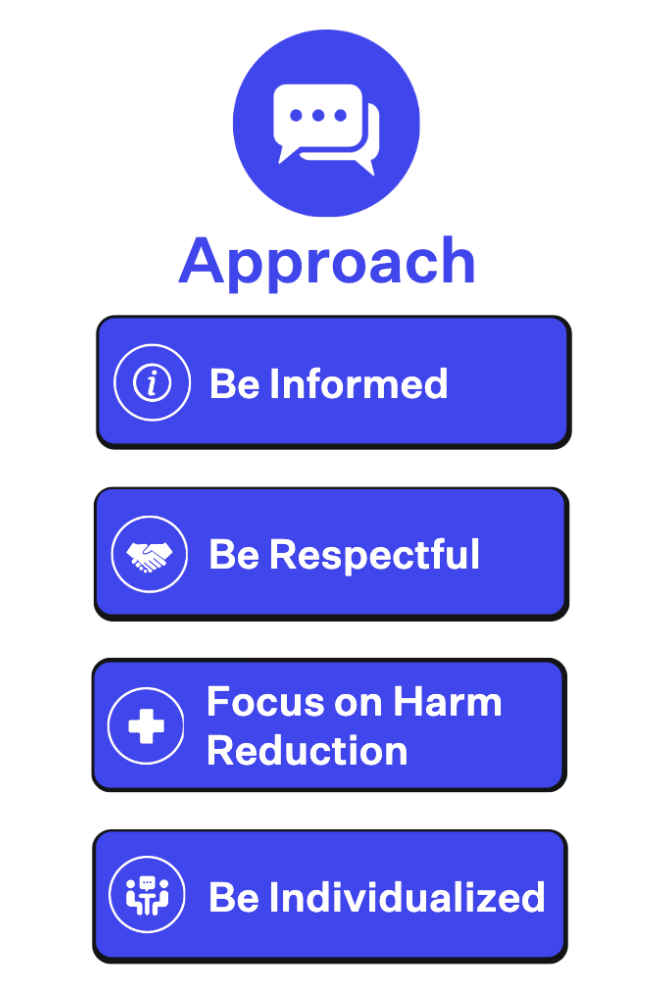 Approach
Be Informed
Be Respectful
Focus on Harm
Reduction
Be Individualized